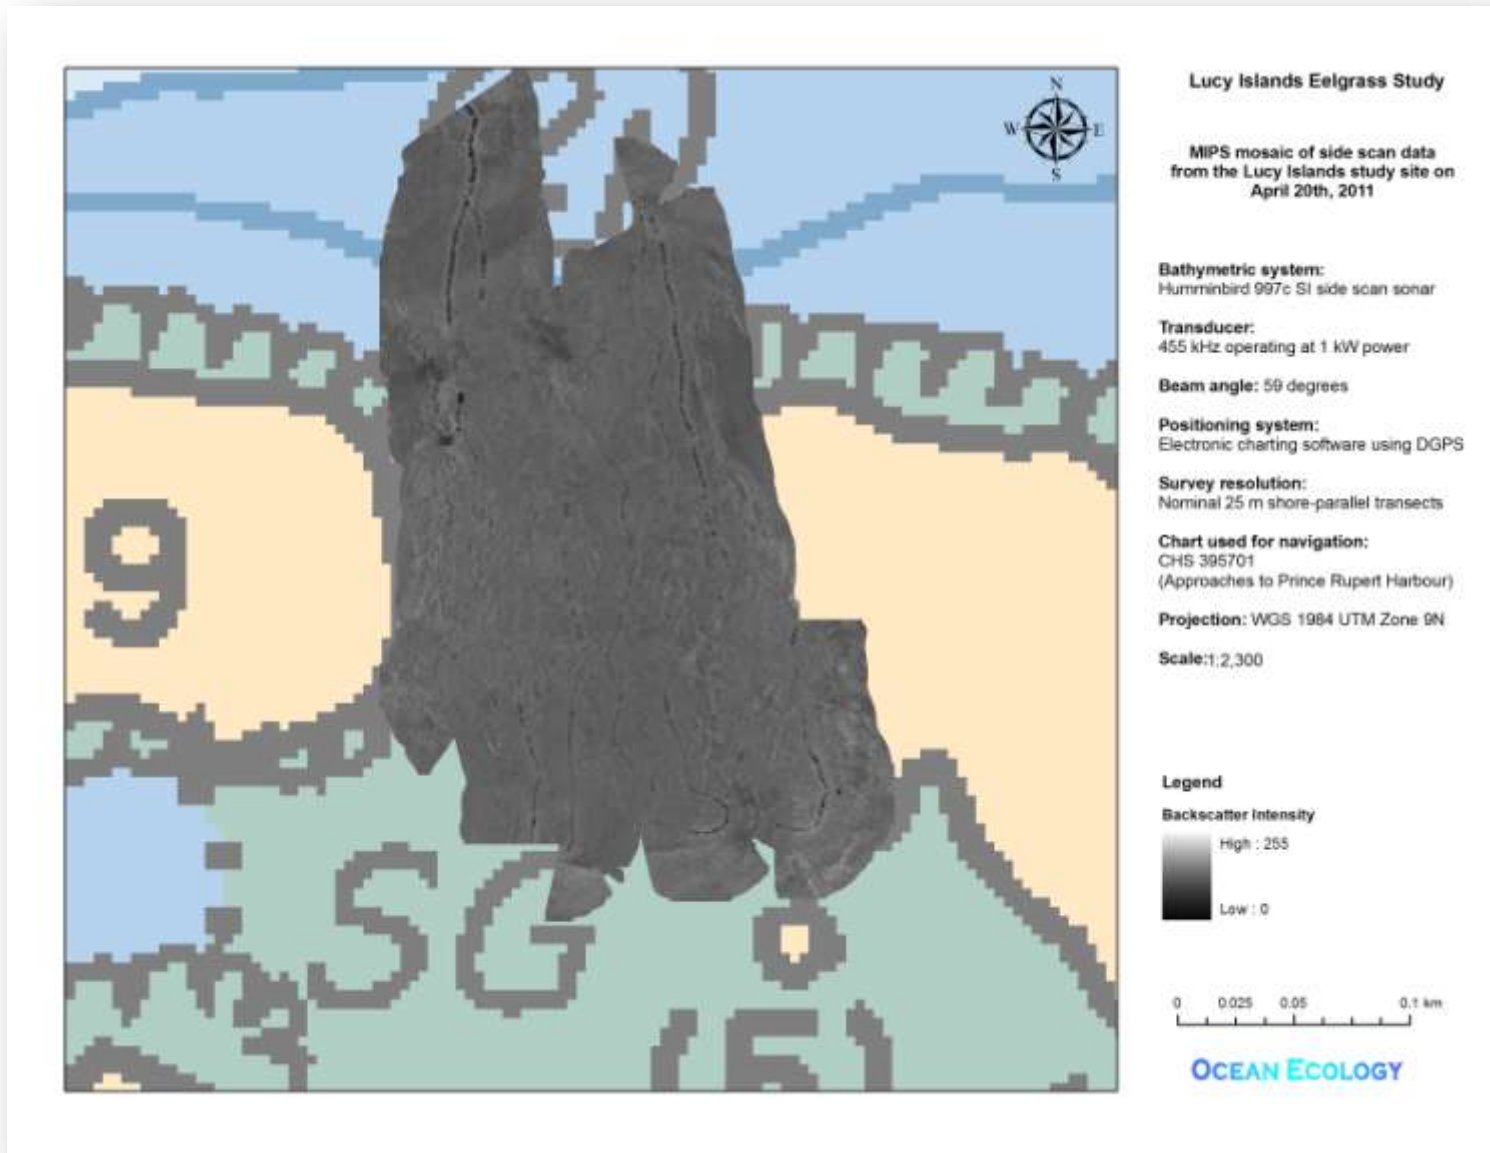 N
W E
S
9
SG
(5)
Lucy Islands Eelgrass Study
MIPS mosaic of side scan data
from the Lucy Islands study site on
April 20th, 2011
Bathymetric system:
Humminbird 997c SI side scan sonar
Transducer:
455 kHz operating at 1 kW power
Beam angle: 59 degrees
Positioning system:
Electronic charting software using DGPS
Survey resolution:
Nominal 25 m shore-parallel transects
Chart used for navigation:
CHS 395701
(Approaches to Prince Rupert Harbour)
Projection: WGS 1984 UTM Zone 9N
Scale:1:2,300
Legend
Backscatter Intensity
High : 255
Low : 0
0 0.025 0.05 0.1 km
OCEAN ECOLOGY